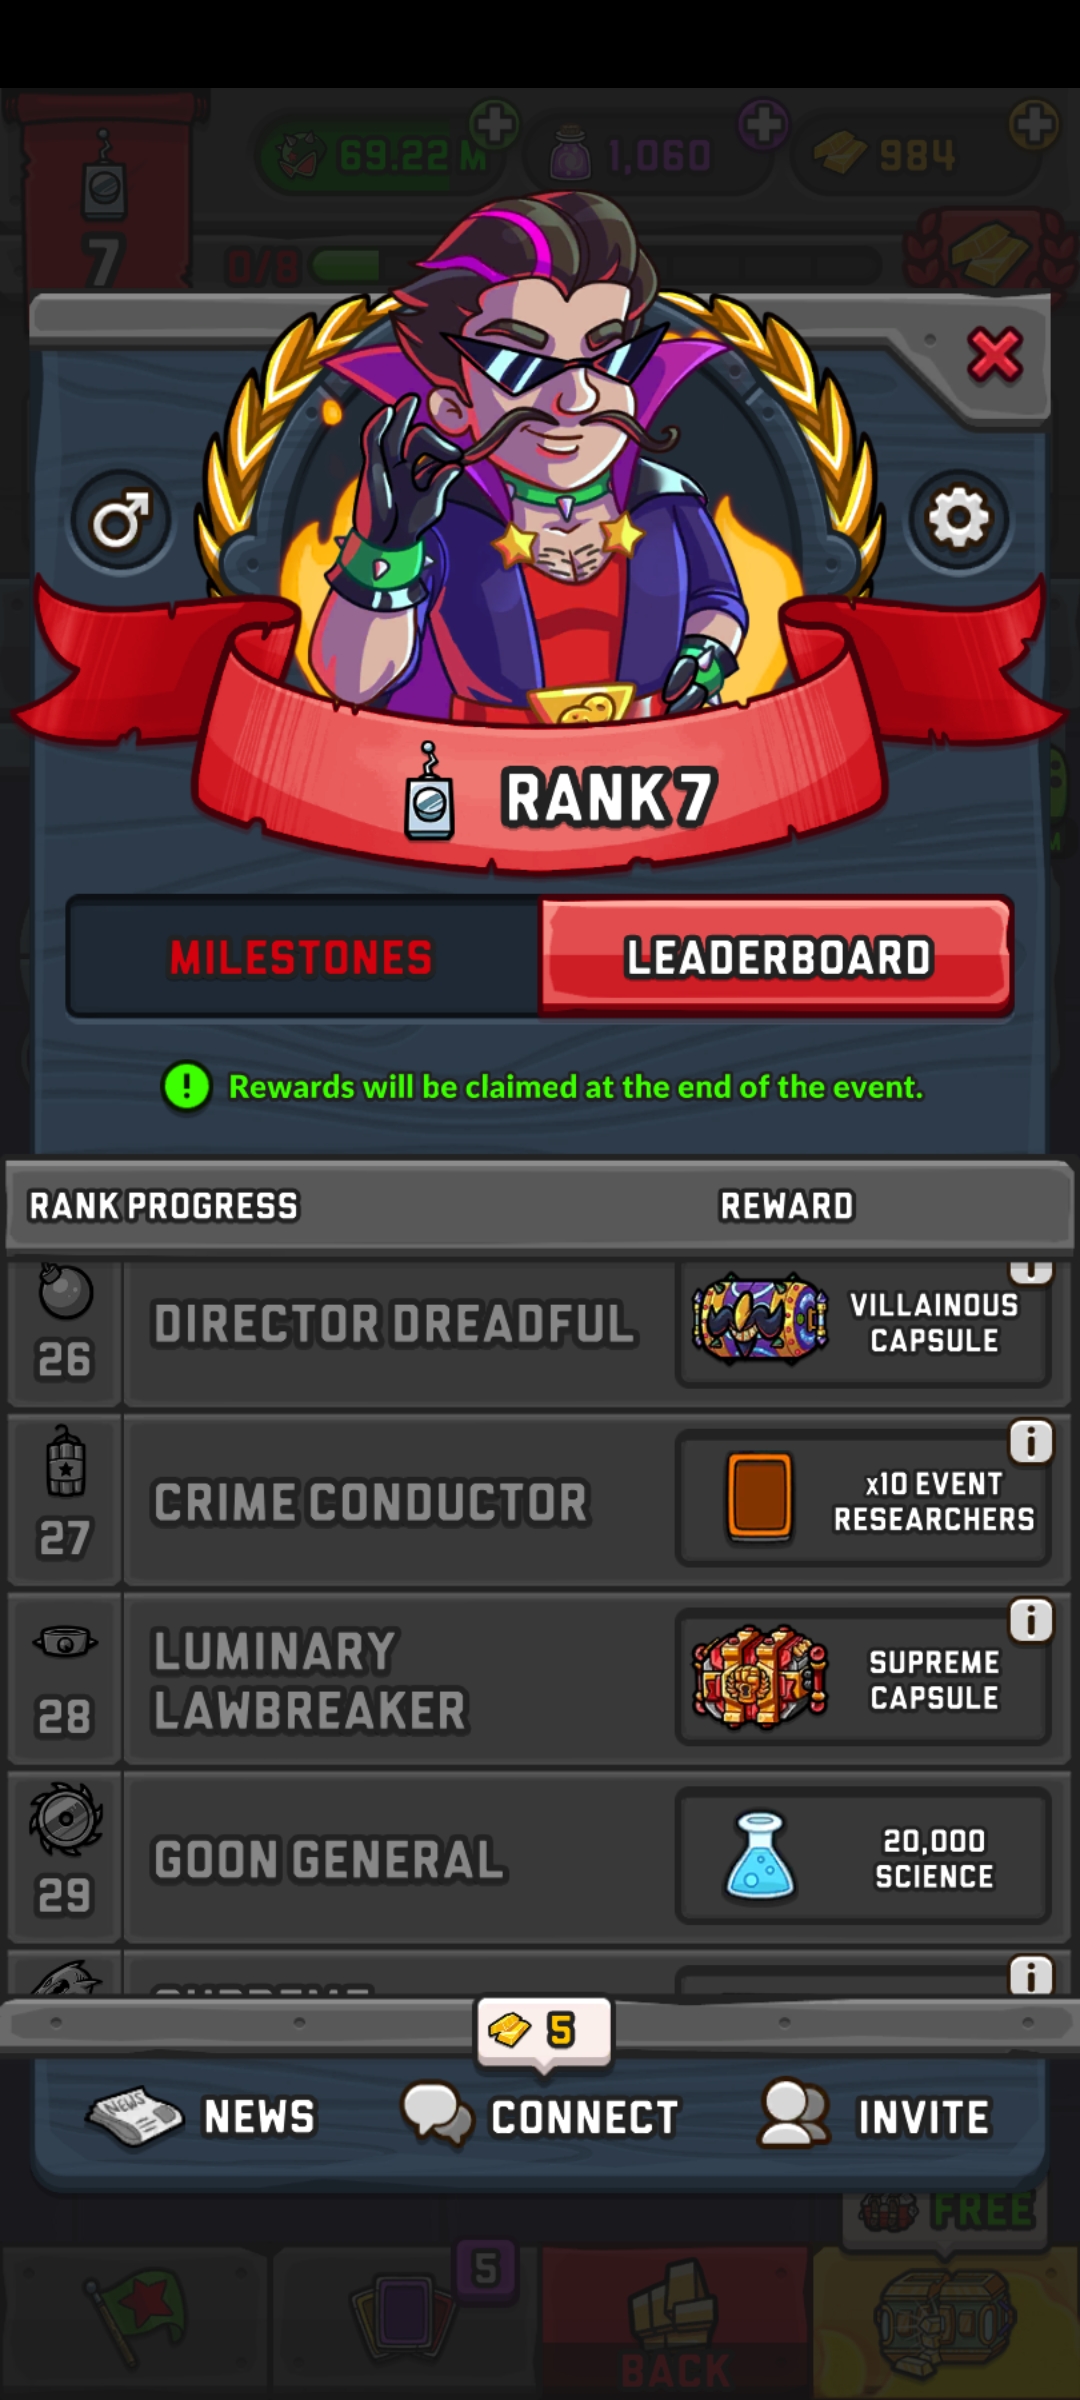 69.22 M
1,060
984
7
0/8
RANK 7
MILESTONES
LEADERBOARD
! Rewards will be claimed at the end of the event.
RANK PROGRESS
REWARD
26
DIRECTOR DREADFUL
VILLAINOUS
CAPSULE
27
CRIME CONDUCTOR
x10 EVENT
RESEARCHERS
28
LUMINARY
LAWBREAKER
SUPREME
CAPSULE
29
GOON GENERAL
20,000
SCIENCE
SUPREME
5
NEWS
CONNECT
INVITE
FREE
5
BACK